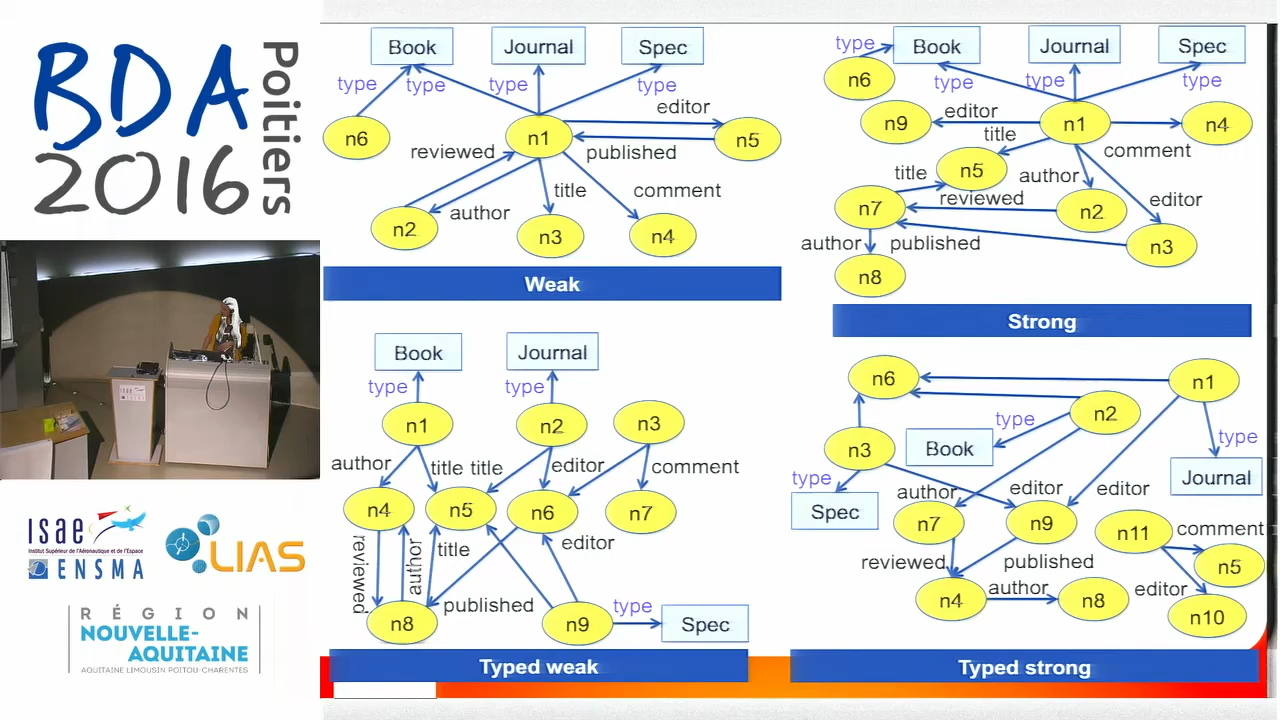 BDA
2016
Poitiers
isae
Institut Supérieur de l'Aéronautique et de l'Espace
ENSMA
LIAS
RÉGION
NOUVELLE-
AQUITAINE
AQUITAINE LIMOUSIN POITOU-CHARENTES
Book
Journal
Spec
type
type
type
type
editor
n6
n1
n5
reviewed
published
author
title
comment
n2
n3
n4
Weak
type
Book
Journal
Spec
n6
type
type
type
n9
editor
n1
n4
title
comment
title
n5
author
n7
reviewed
n2
editor
author
published
n3
n8
Strong
Book
Journal
type
type
n1
n2
n3
author
title
title
editor
comment
n4
n5
n6
n7
reviewed
author
title
editor
n8
published
n9
type
Spec
Typed weak
n6
n1
n2
type
Book
n3
type
Journal
type
Spec
author
editor
editor
n7
n9
n11
comment
reviewed
published
n5
n4
author
n8
editor
n10
Typed strong